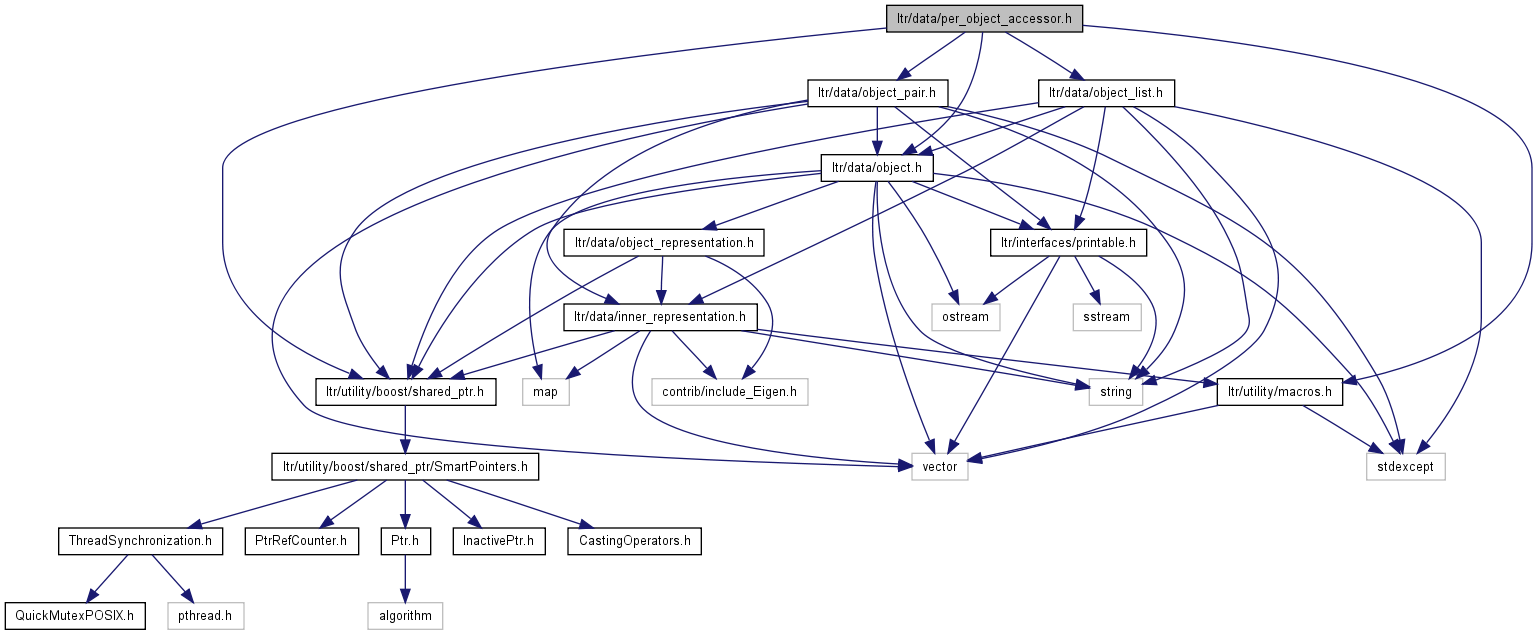 ltr/data/per_object_accessor.h
ltr/data/object_pair.h
ltr/data/object_list.h
ltr/data/object.h
ltr/data/object_representation.h
ltr/interfaces/printable.h
ltr/data/inner_representation.h
ostream
sstream
ltr/utility/boost/shared_ptr.h
map
contrib/include_Eigen.h
string
ltr/utility/macros.h
ltr/utility/boost/shared_ptr/SmartPointers.h
vector
stdexcept
ThreadSynchronization.h
PtrRefCounter.h
Ptr.h
InactivePtr.h
CastingOperators.h
QuickMutexPOSIX.h
pthread.h
algorithm